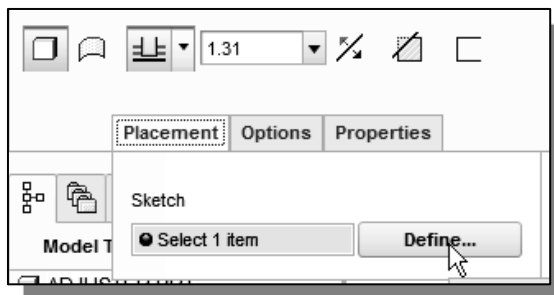 1.31
Placement Options Properties
Sketch
Select 1 item Define...
Model T